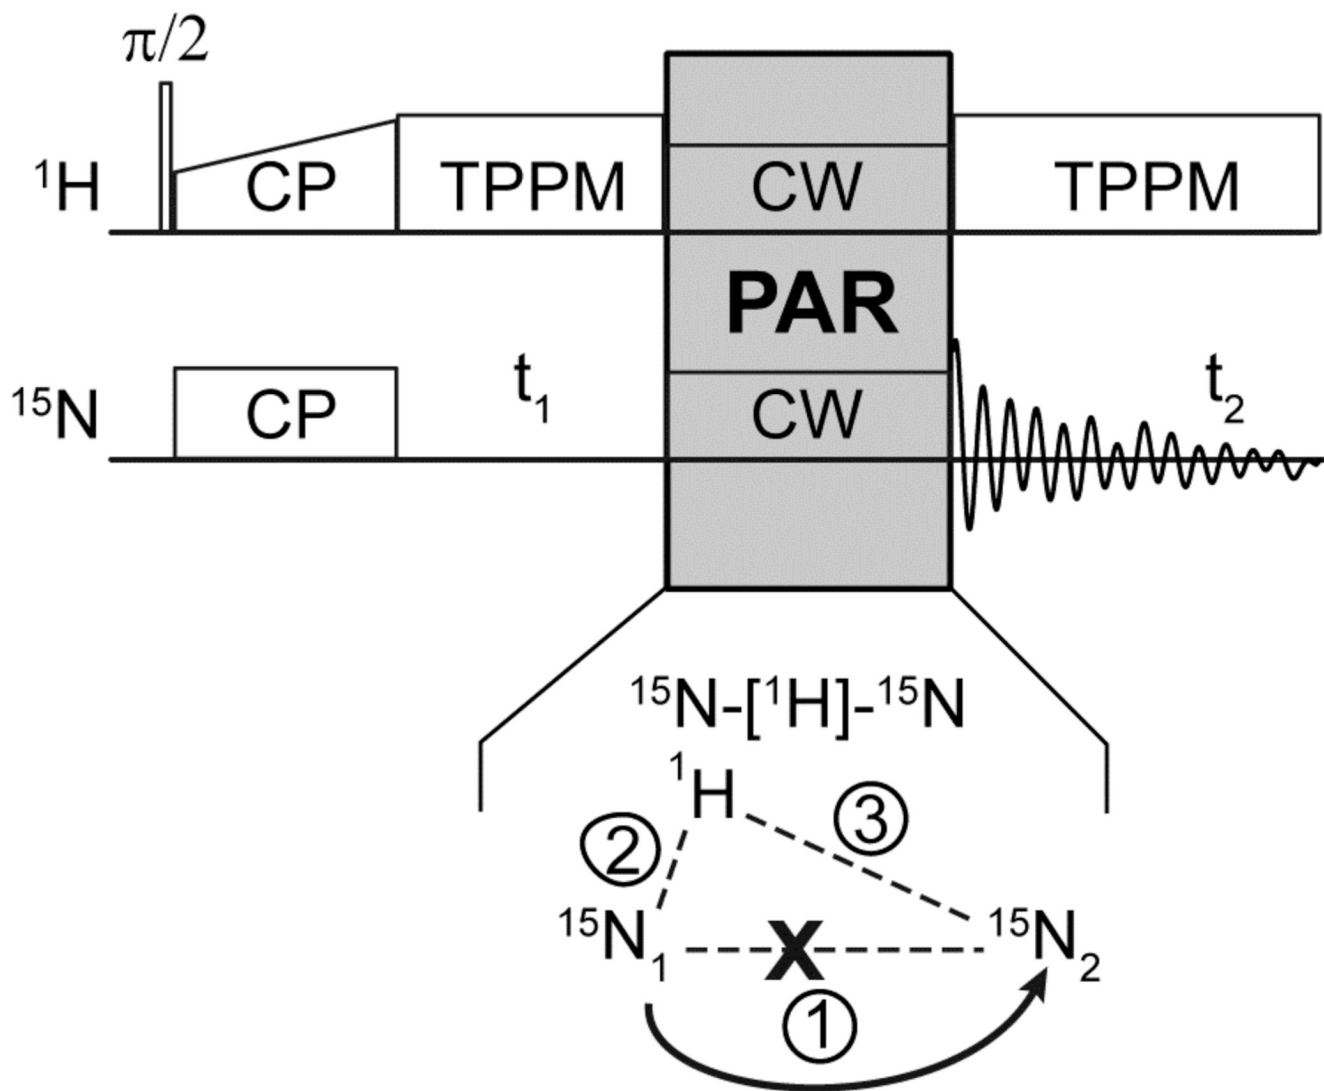 π/2
¹H CP TPPM CW TPPM
PAR
t₁ t₂
¹⁵N CP CW
¹⁵N-[¹H]-¹⁵N
¹H ③
②
¹⁵N₁ X ¹⁵N₂
①